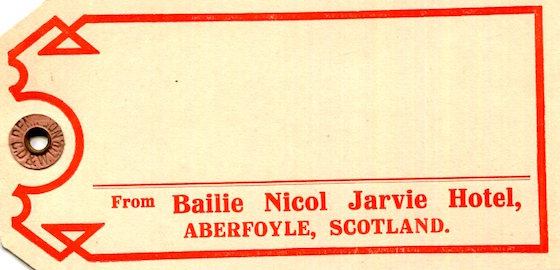 From Bailie Nicol Jarvie Hotel,
ABERFOYLE, SCOTLAND.